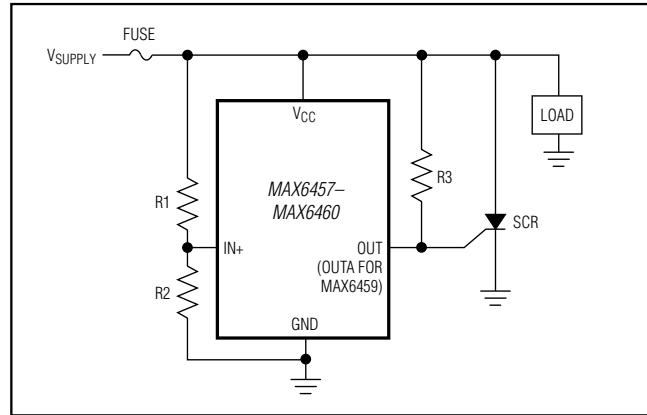 FUSE
VSUPPLY
VCC
LOAD
MAX6457–
MAX6460
R3
R1
SCR
IN+
OUT
(OUTA FOR
MAX6459)
R2
GND